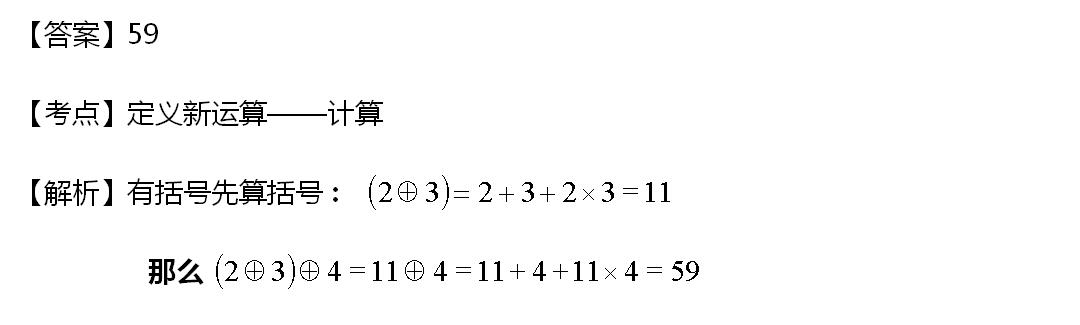 【答案】59
【考点】定义新运算——计算
【解析】有括号先算括号： (2⊕3)=2+3+2×3=11
那么 (2⊕3)⊕4=11⊕4=11+4+11×4=59